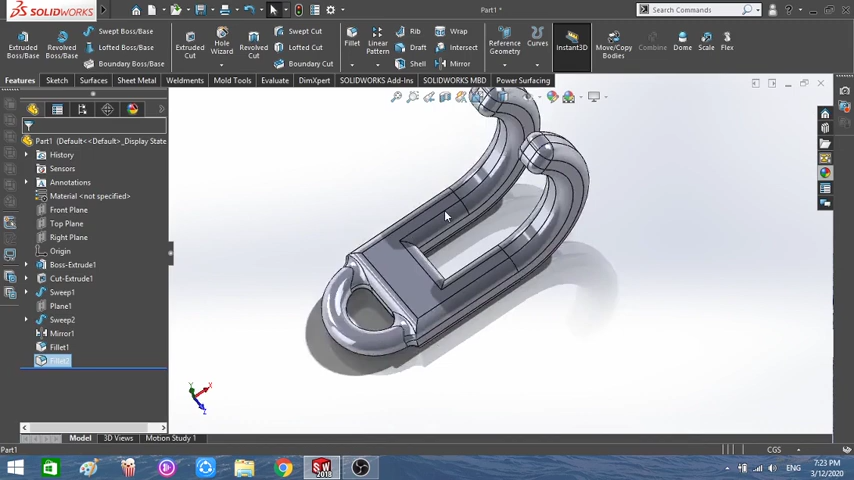 SOLIDWORKS
Part1 *
Search Commands
Extruded Boss/Base
Revolved Boss/Base
Swept Boss/Base
Lofted Boss/Base
Boundary Boss/Base
Extruded Cut
Hole Wizard
Revolved Cut
Swept Cut
Lofted Cut
Boundary Cut
Fillet
Linear Pattern
Rib
Draft
Shell
Wrap
Intersect
Mirror
Reference Geometry
Curves
Instant3D
Move/Copy Bodies
Combine
Dome
Scale
Flex
Features
Sketch
Surfaces
Sheet Metal
Weldments
Mold Tools
Evaluate
DimXpert
SOLIDWORKS Add-Ins
SOLIDWORKS MBD
Power Surfacing
Part1 (Default<<Default>_Display State
History
Sensors
Annotations
Material <not specified>
Front Plane
Top Plane
Right Plane
Origin
Boss-Extrude1
Cut-Extrude1
Sweep1
Plane1
Sweep2
Mirror1
Fillet1
Fillet2
Y
X
Z
Model
3D Views
Motion Study 1
Part1
CGS
SW
2018
ENG
7:23 PM
3/12/2020